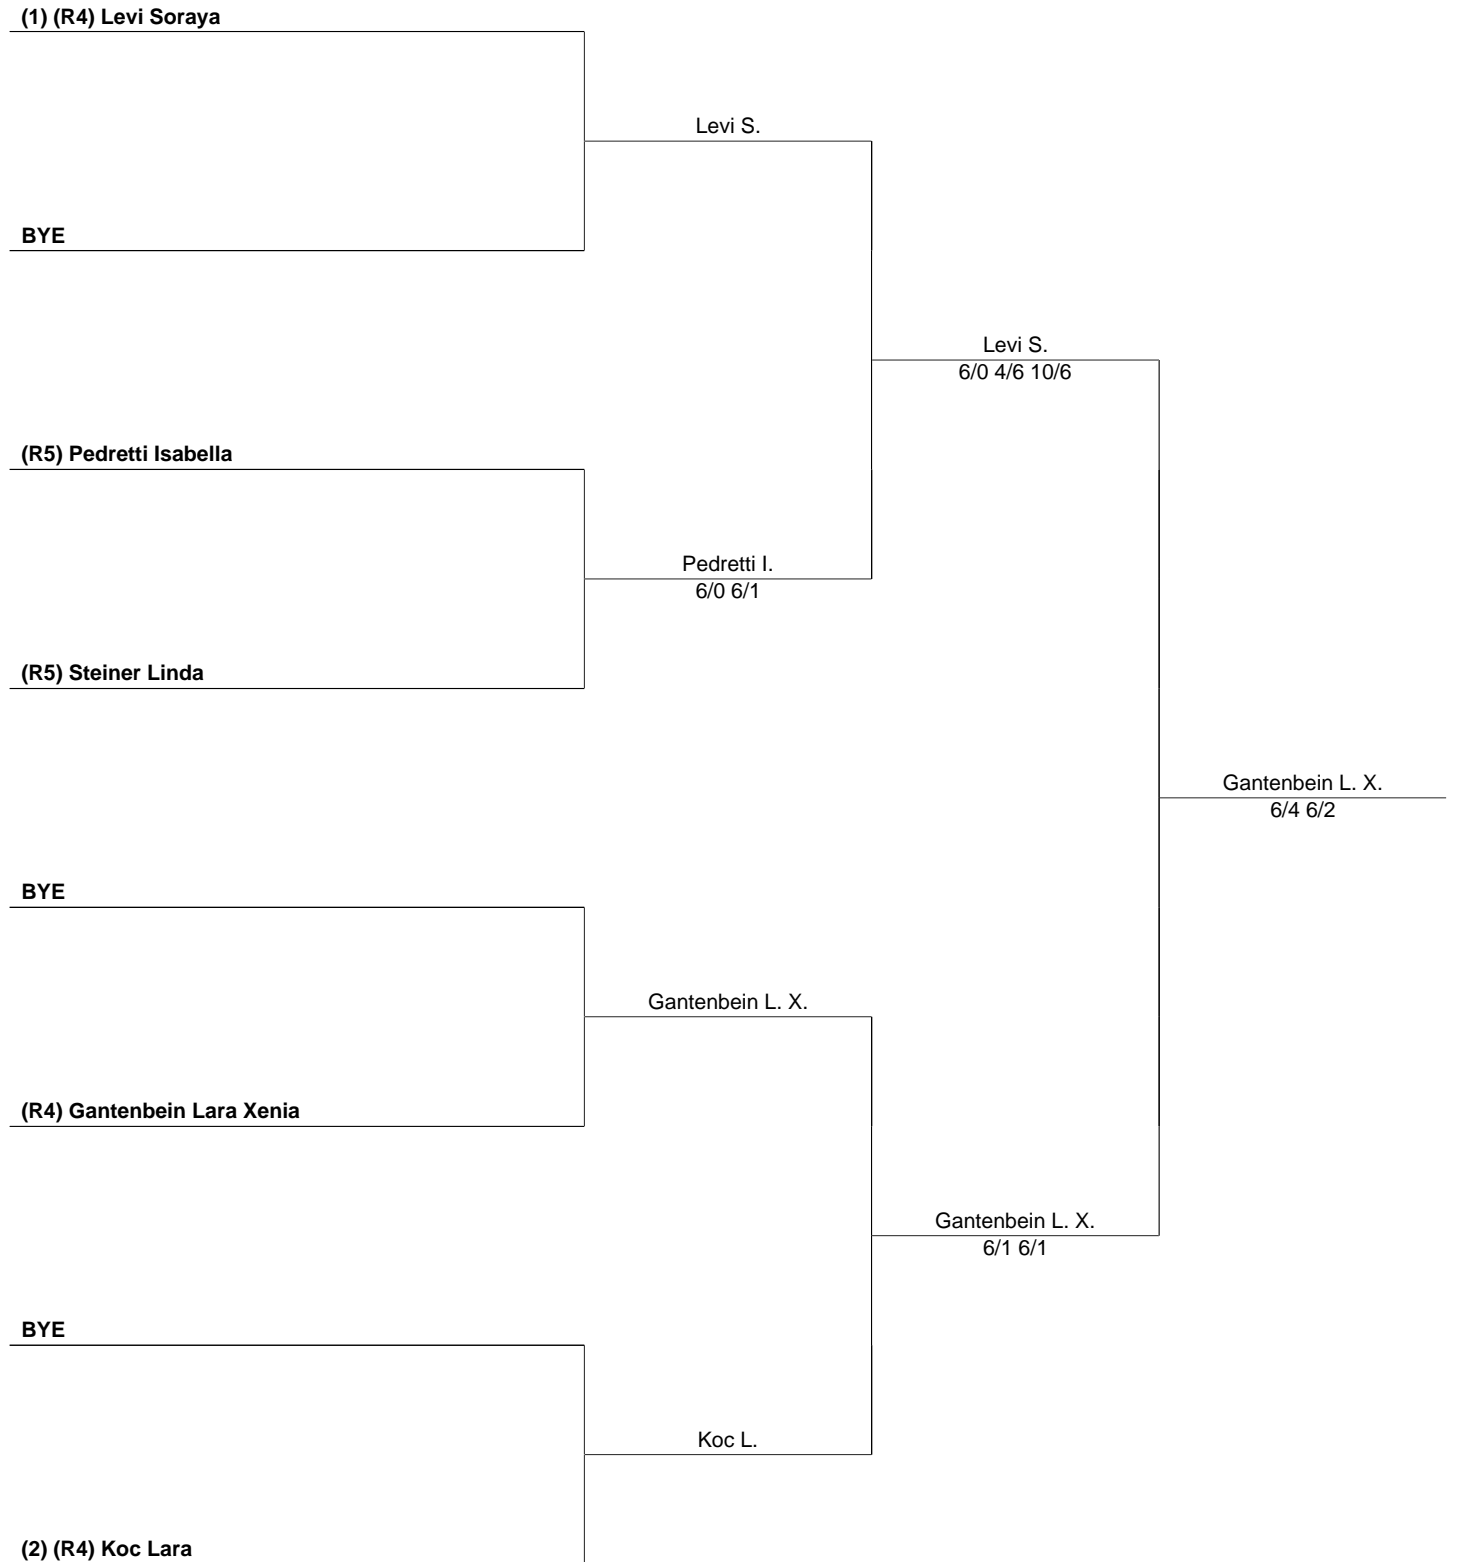 (1) (R4) Levi Soraya
Levi S.
BYE
Levi S.
6/0 4/6 10/6
(R5) Pedretti Isabella
Pedretti I.
6/0 6/1
(R5) Steiner Linda
Gantenbein L. X.
6/4 6/2
BYE
Gantenbein L. X.
(R4) Gantenbein Lara Xenia
Gantenbein L. X.
6/1 6/1
BYE
Koc L.
(2) (R4) Koc Lara